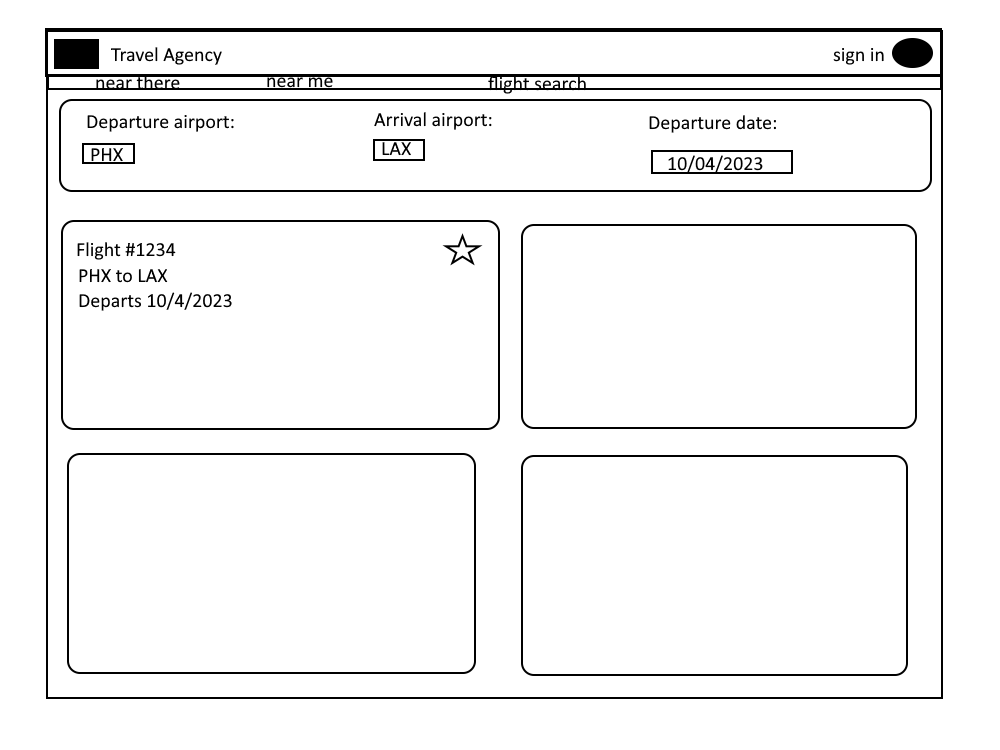 Travel Agency
sign in
near there
near me
flight search
Departure airport:
Arrival airport:
Departure date:
PHX
LAX
10/04/2023
Flight #1234
PHX to LAX
Departs 10/4/2023